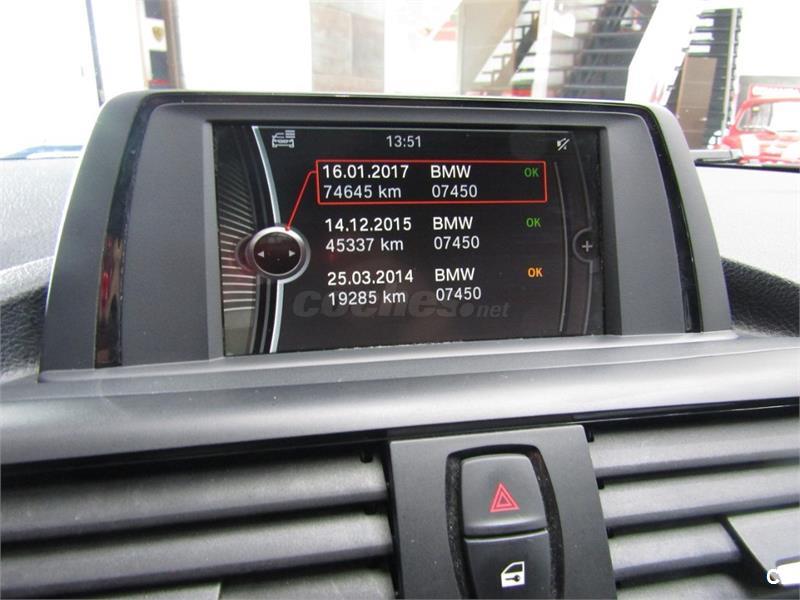 13:51
16.01.2017 BMW OK
74645 km 07450
14.12.2015 BMW OK
45337 km 07450
25.03.2014 BMW OK
19285 km 07450
coches.net